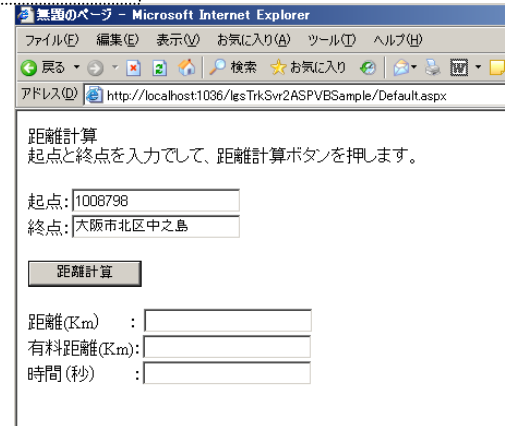 無題のページ - Microsoft Internet Explorer
ファイル(F) 編集(E) 表示(V) お気に入り(A) ツール(T) ヘルプ(H)
戻る 検索 お気に入り
アドレス(D) http://localhost:1036/lgsTrkSvr2ASPVBSample/Default.aspx
距離計算
起点と終点を入力でして、距離計算ボタンを押します。
起点: 1008798
終点: 大阪市北区中之島
距離計算
距離(Km) :
有料距離(Km):
時間(秒) :